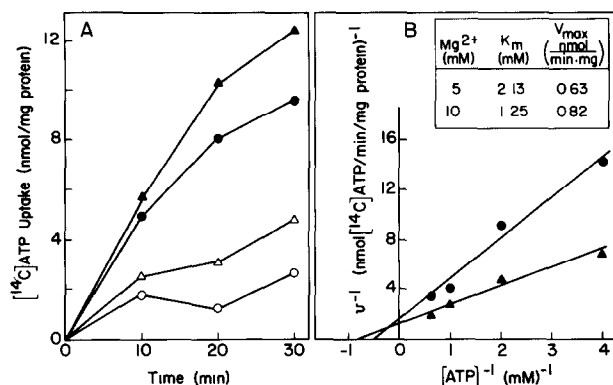 A
[¹⁴C]ATP Uptake (nmol/mg protein)
12
8
4
0
0
10
20
30
Time (min)
B
Mg²⁺ (mM) Km (mM) Vmax (nmol/min·mg)
5 2 13 0 63
10 1 25 0 82
υ⁻¹ (nmol[¹⁴C]ATP/min/mg protein)⁻¹
16
12
8
4
-1 0 1 2 3 4
[ATP]⁻¹ (mM)⁻¹